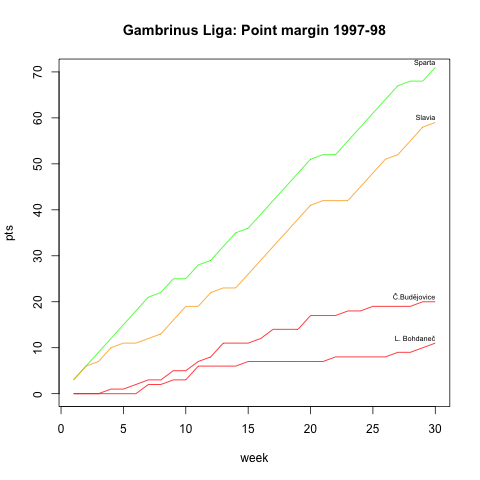 Gambrinus Liga: Point margin 1997-98
Sparta
Slavia
Č.Budějovice
L. Bohdaneč
pts
0
10
20
30
40
50
60
70
0
5
10
15
20
25
30
week